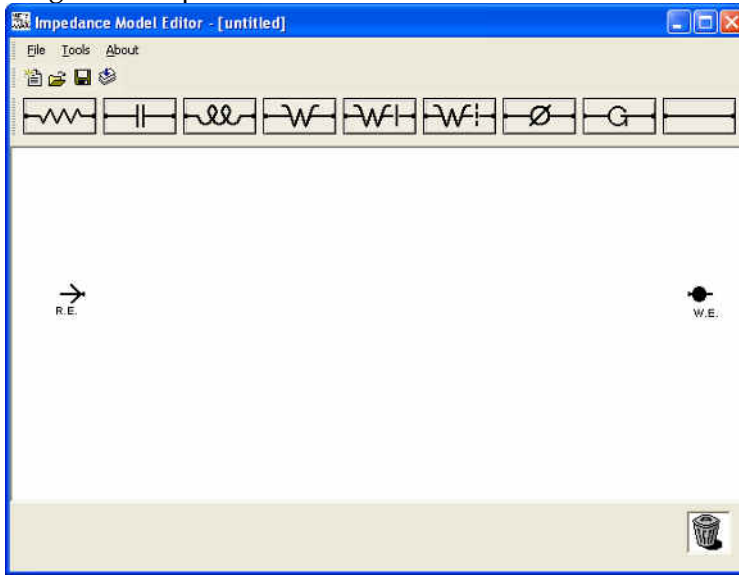 Impedance Model Editor - [untitled]
File Tools About
W W W Ø G
R.E.
W.E.